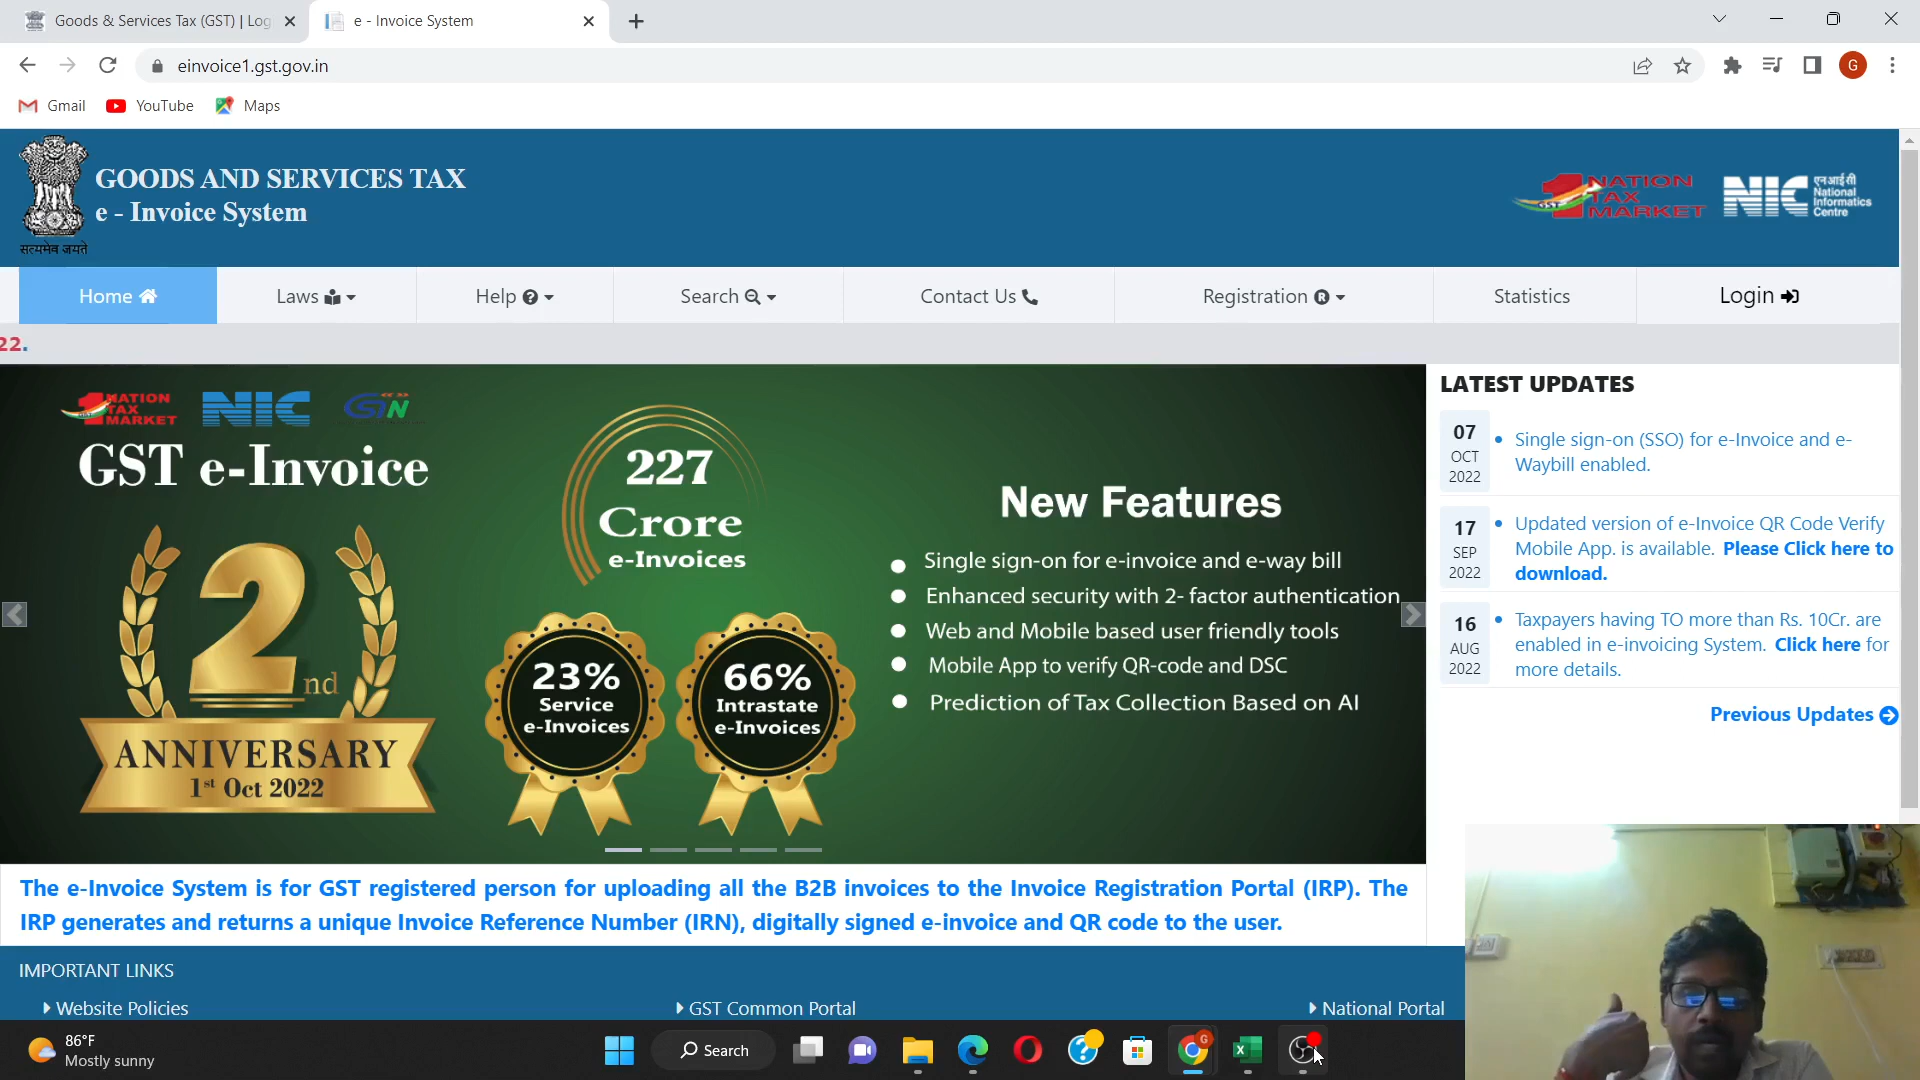 Goods & Services Tax (GST) | Log
e - Invoice System
einvoice1.gst.gov.in
G
Gmail
YouTube
Maps
GOODS AND SERVICES TAX
e - Invoice System
सत्यमेव जयते
GST
1 NATION
TAX
MARKET
NIC
एन आई सी
National
Informatics
Centre
Home
Laws
Help
Search
Contact Us
Registration
Statistics
Login
22.
1 NATION
TAX
MARKET
NIC
GSTN
GST e-Invoice
2nd
ANNIVERSARY
1st Oct 2022
227
Crore
e-Invoices
23%
Service
e-Invoices
66%
Intrastate
e-Invoices
New Features
Single sign-on for e-invoice and e-way bill
Enhanced security with 2- factor authentication
Web and Mobile based user friendly tools
Mobile App to verify QR-code and DSC
Prediction of Tax Collection Based on AI
LATEST UPDATES
07
OCT
2022
Single sign-on (SSO) for e-Invoice and e-
Waybill enabled.
17
SEP
2022
Updated version of e-Invoice QR Code Verify
Mobile App. is available. Please Click here to
download.
16
AUG
2022
Taxpayers having TO more than Rs. 10Cr. are
enabled in e-invoicing System. Click here for
more details.
Previous Updates
The e-Invoice System is for GST registered person for uploading all the B2B invoices to the Invoice Registration Portal (IRP). The
IRP generates and returns a unique Invoice Reference Number (IRN), digitally signed e-invoice and QR code to the user.
IMPORTANT LINKS
Website Policies
GST Common Portal
National Portal
86°F
Mostly sunny
Search